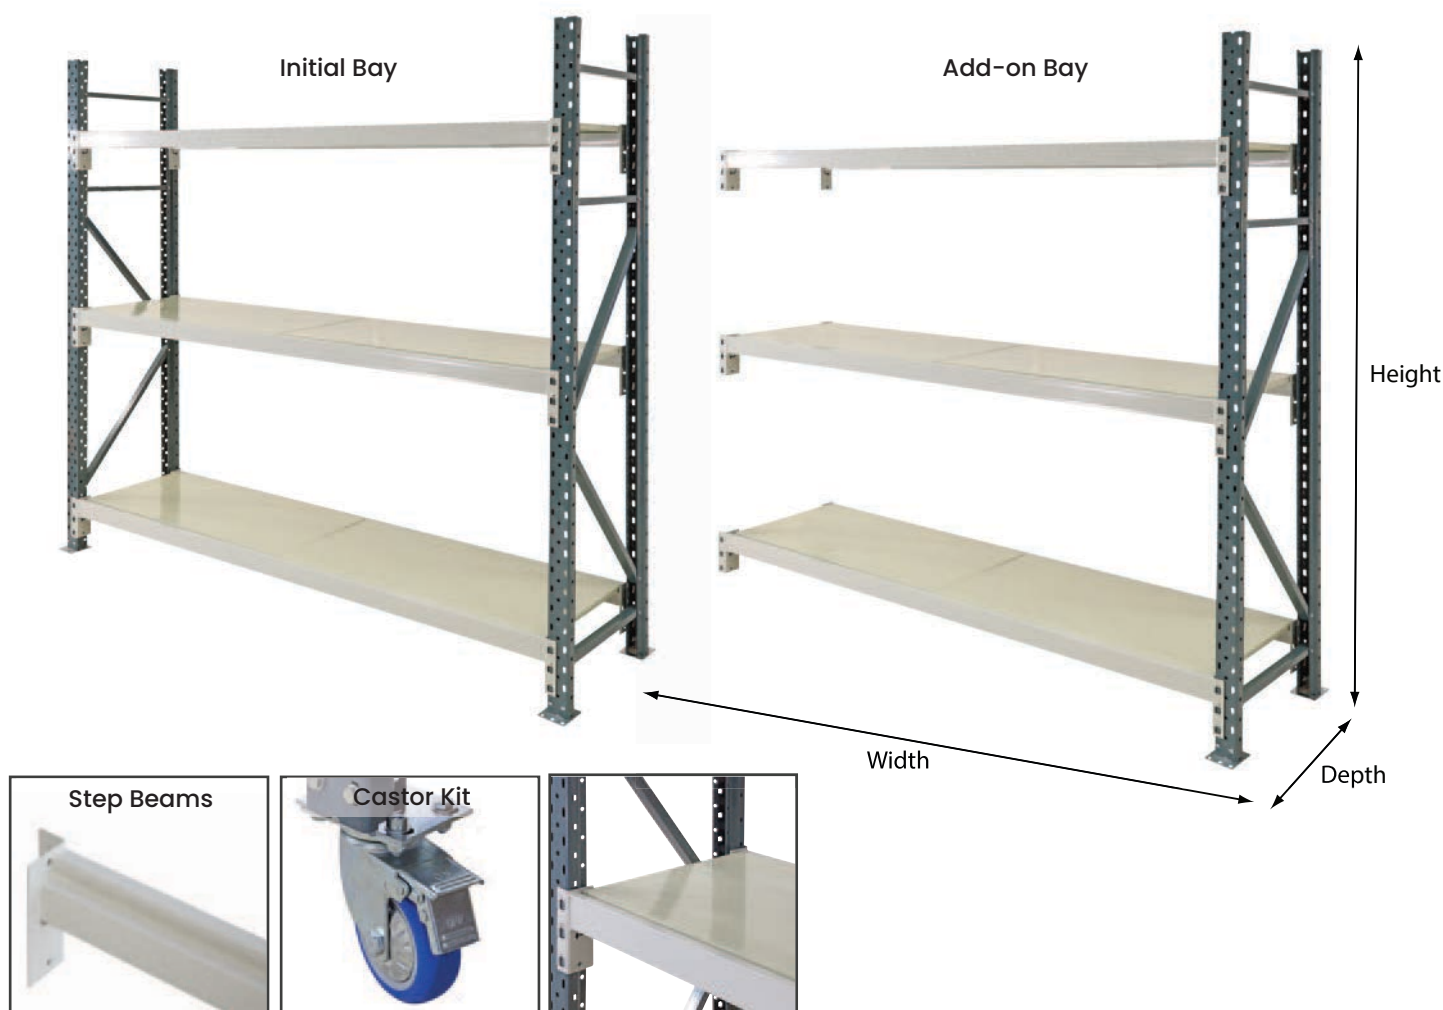 Initial Bay
Add-on Bay
Height
Width
Depth
Step Beams
Castor Kit